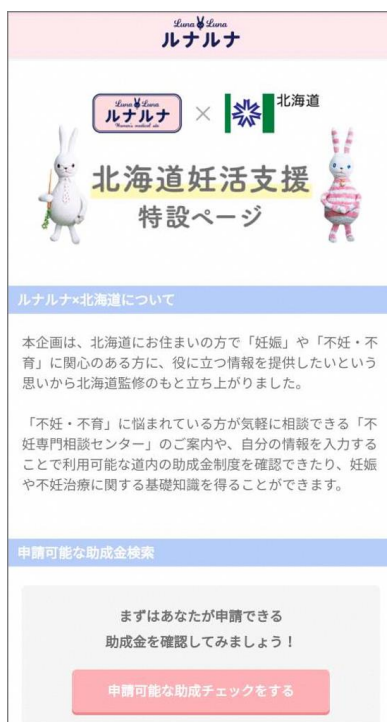 Luna Luna
ルナルナ
Luna Luna
ルナルナ
Women's medical site
×
北海道
北海道妊活支援
特設ページ
ルナルナ×北海道について
本企画は、北海道にお住まいの方で「妊娠」や「不妊・不
育」に関心のある方に、役に立つ情報を提供したいという
思いから北海道監修のもと立ち上がりました。
「不妊・不育」に悩まれている方が気軽に相談できる「不
妊専門相談センター」のご案内や、自分の情報を入力する
ことで利用可能な道内の助成金制度を確認できたり、妊娠
や不妊治療に関する基礎知識を得ることができます。
申請可能な助成金検索
まずはあなたが申請できる
助成金を確認してみましょう！
申請可能な助成チェックをする